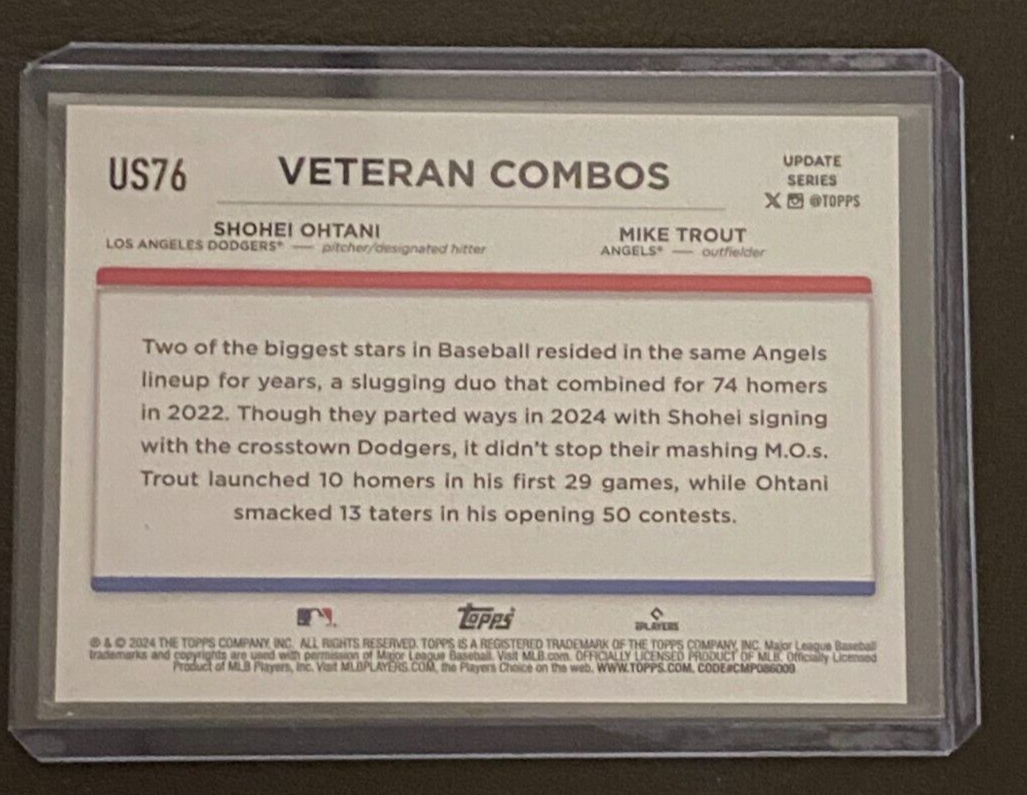 US76
VETERAN COMBOS
UPDATE
SERIES
@TOPPS
SHOHEI OHTANI
LOS ANGELES DODGERS® — pitcher/designated hitter
MIKE TROUT
ANGELS® — outfielder
Two of the biggest stars in Baseball resided in the same Angels
lineup for years, a slugging duo that combined for 74 homers
in 2022. Though they parted ways in 2024 with Shohei signing
with the crosstown Dodgers, it didn't stop their mashing M.O.s.
Trout launched 10 homers in his first 29 games, while Ohtani
smacked 13 taters in his opening 50 contests.
Topps
PLAYERS
® & © 2024 THE TOPPS COMPANY, INC. ALL RIGHTS RESERVED. TOPPS IS A REGISTERED TRADEMARK OF THE TOPPS COMPANY, INC. Major League Baseball
trademarks and copyrights are used with permission of Major League Baseball. Visit MLB.com. OFFICIALLY LICENSED PRODUCT OF MLB. Officially Licensed
Product of MLB Players, Inc. Visit MLBPLAYERS.COM, the Players Choice on the web. WWW.TOPPS.COM. CODE#CMP086009